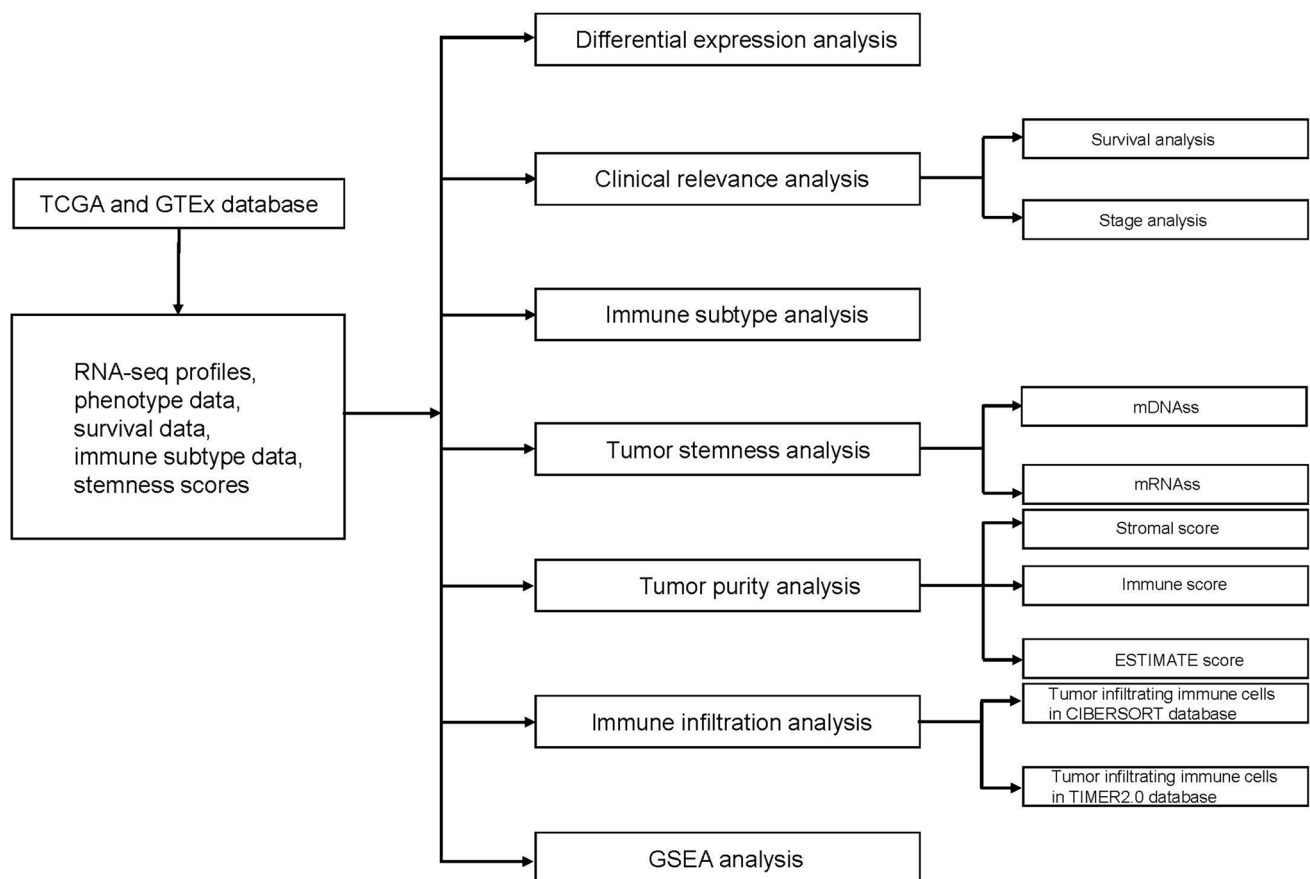 TCGA and GTEx database
RNA-seq profiles,
phenotype data,
survival data,
immune subtype data,
stemness scores
Differential expression analysis
Clinical relevance analysis
Survival analysis
Stage analysis
Immune subtype analysis
Tumor stemness analysis
mDNAss
mRNAss
Tumor purity analysis
Stromal score
Immune score
ESTIMATE score
Immune infiltration analysis
Tumor infiltrating immune cells
in CIBERSORT database
Tumor infiltrating immune cells
in TIMER2.0 database
GSEA analysis